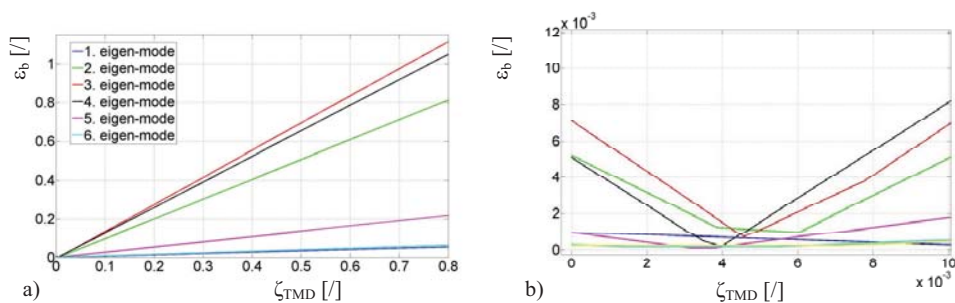 ε_b [/]
1
0.8
0.6
0.4
0.2
0
1. eigen-mode
2. eigen-mode
3. eigen-mode
4. eigen-mode
5. eigen-mode
6. eigen-mode
0 0.1 0.2 0.3 0.4 0.5 0.6 0.7 0.8
a) ζ_TMD [/]
ε_b [/]
x 10⁻³
12
10
8
6
4
2
0
0 2 4 6 8 10
x 10⁻³
b) ζ_TMD [/]